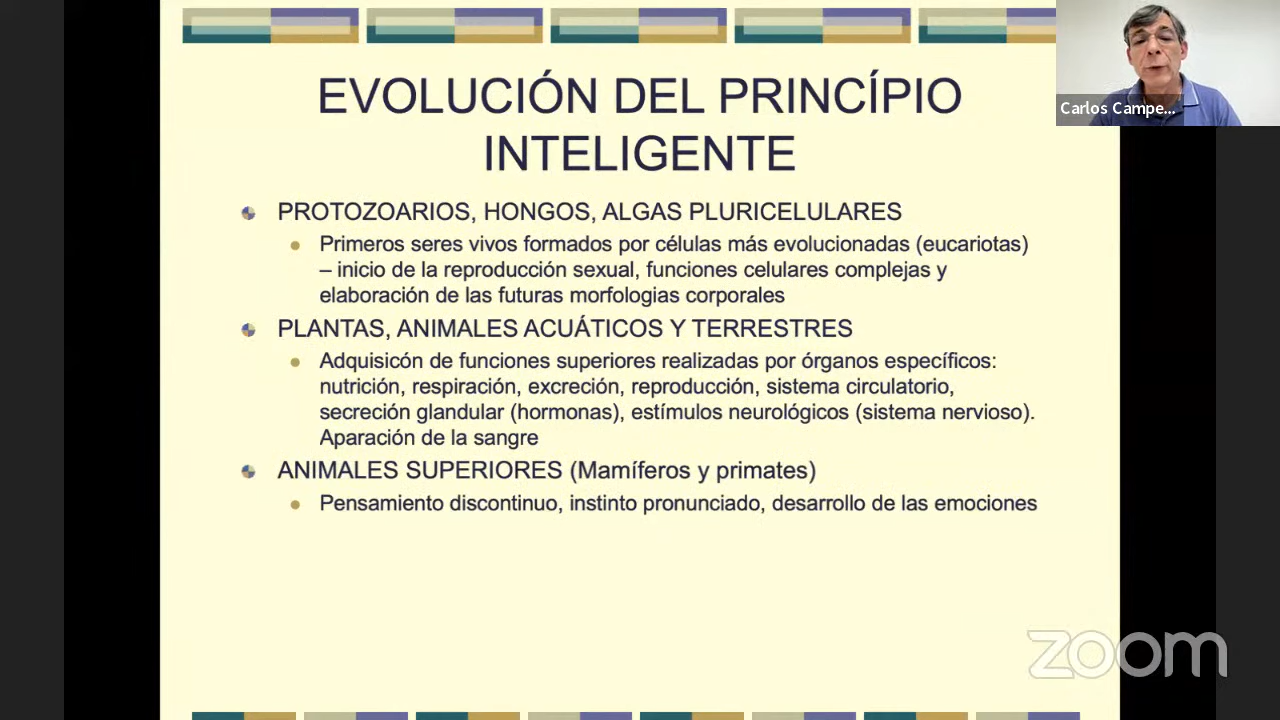 EVOLUCIÓN DEL PRINCÍPIO
INTELIGENTE
Carlos Campe...
PROTOZOARIOS, HONGOS, ALGAS PLURICELULARES
Primeros seres vivos formados por células más evolucionadas (eucariotas)
– inicio de la reproducción sexual, funciones celulares complejas y
elaboración de las futuras morfologias corporales
PLANTAS, ANIMALES ACUÁTICOS Y TERRESTRES
Adquisicón de funciones superiores realizadas por órganos específicos:
nutrición, respiración, excreción, reproducción, sistema circulatorio,
secreción glandular (hormonas), estímulos neurológicos (sistema nervioso).
Aparación de la sangre
ANIMALES SUPERIORES (Mamíferos y primates)
Pensamiento discontinuo, instinto pronunciado, desarrollo de las emociones
zoom